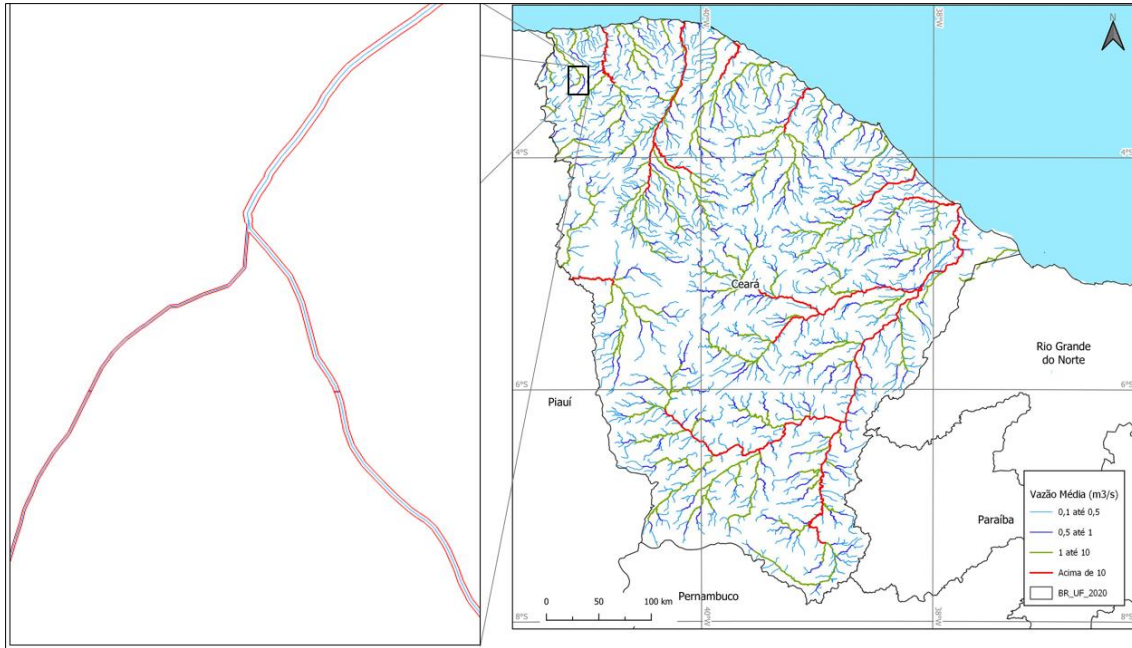 40°W
38°W
N
4°S
4°S
Ceará
Rio Grande
do Norte
Piauí
6°S
6°S
Vazão Média (m3/s)
0,1 até 0,5
0,5 até 1
1 até 10
Acima de 10
BR_UF_2020
Paraíba
Pernambuco
0 50 100 km
40°W
38°W
8°S
8°S